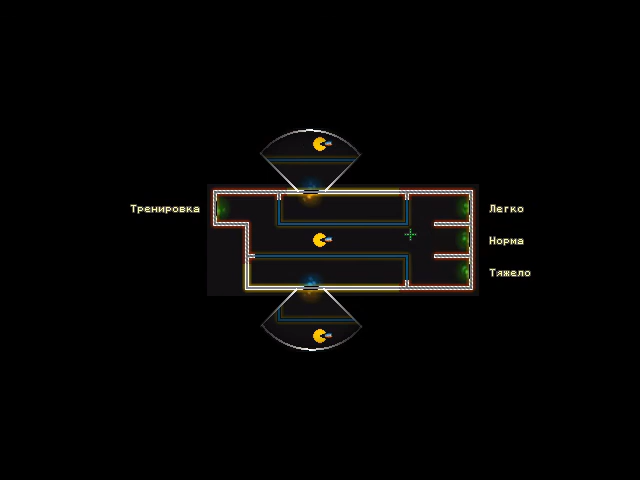 Тренировка
Легко
Норма
Тяжело